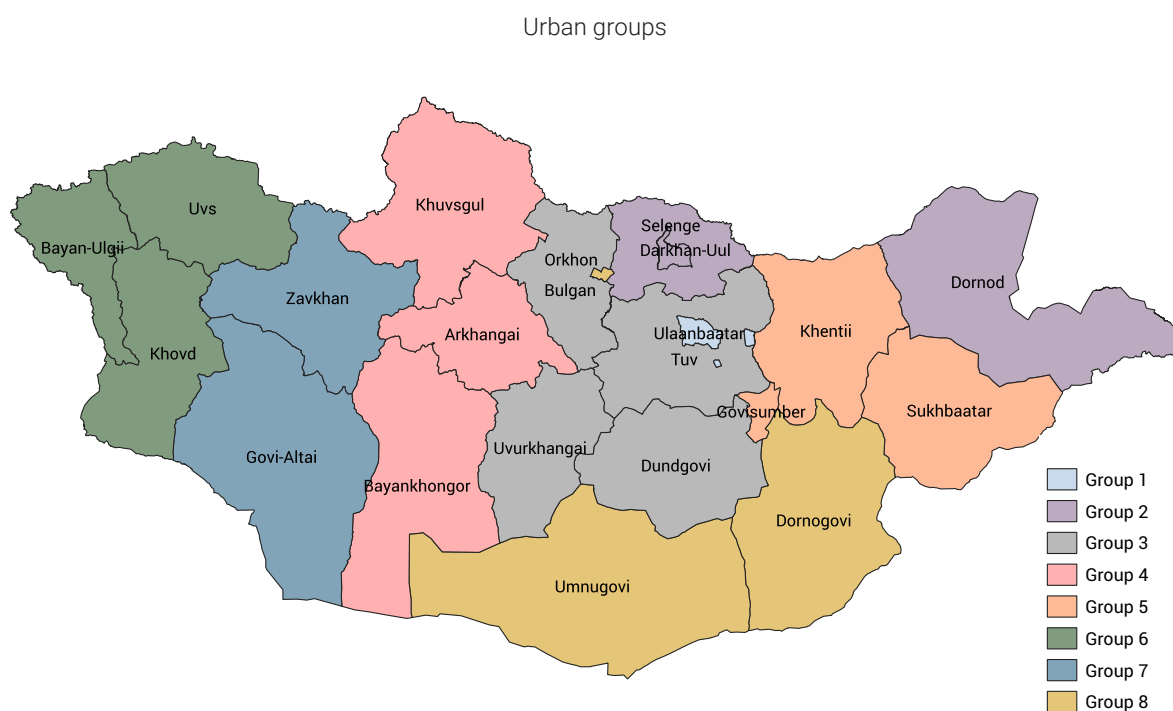 Urban groups
Khuvsgul
Uvs
Selenge
Bayan-Ulgii
Darkhan-Uul
Orkhon
Dornod
Bulgan
Zavkhan
Khentii
Ulaanbaatar
Arkhangai
Khovd
Tuv
Govisumber
Sukhbaatar
Uvurkhangai
Govi-Altai
Dundgovi
Bayankhongor
Dornogovi
Umnugovi
Group 1
Group 2
Group 3
Group 4
Group 5
Group 6
Group 7
Group 8